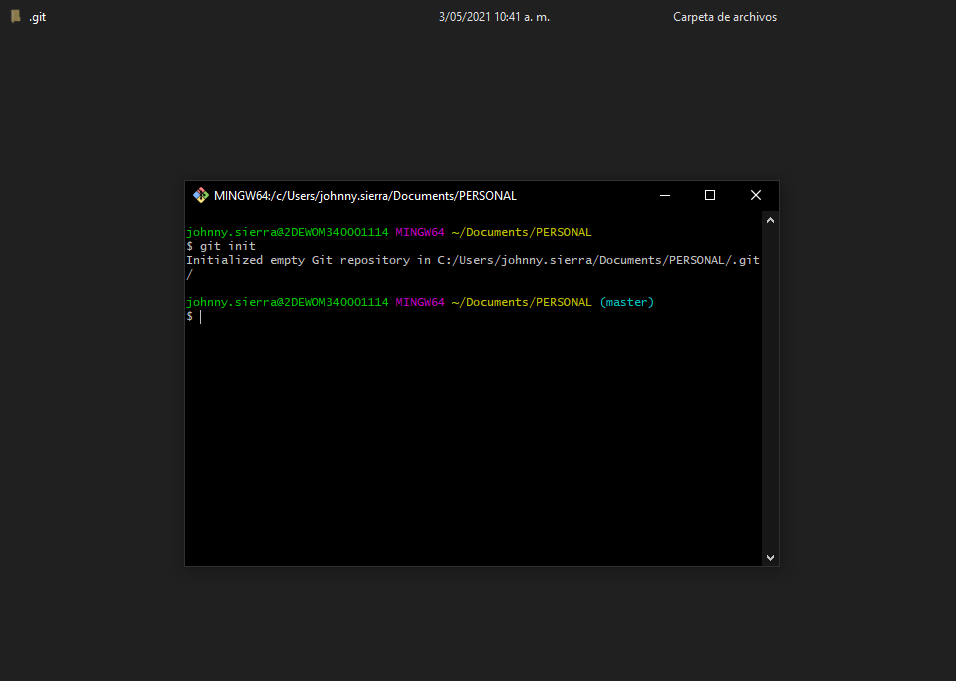 .git 3/05/2021 10:41 a. m. Carpeta de archivos
MINGW64:/c/Users/johnny.sierra/Documents/PERSONAL
johnny.sierra@2DEWOM340001114 MINGW64 ~/Documents/PERSONAL
$ git init
Initialized empty Git repository in C:/Users/johnny.sierra/Documents/PERSONAL/.git
/
johnny.sierra@2DEWOM340001114 MINGW64 ~/Documents/PERSONAL (master)
$